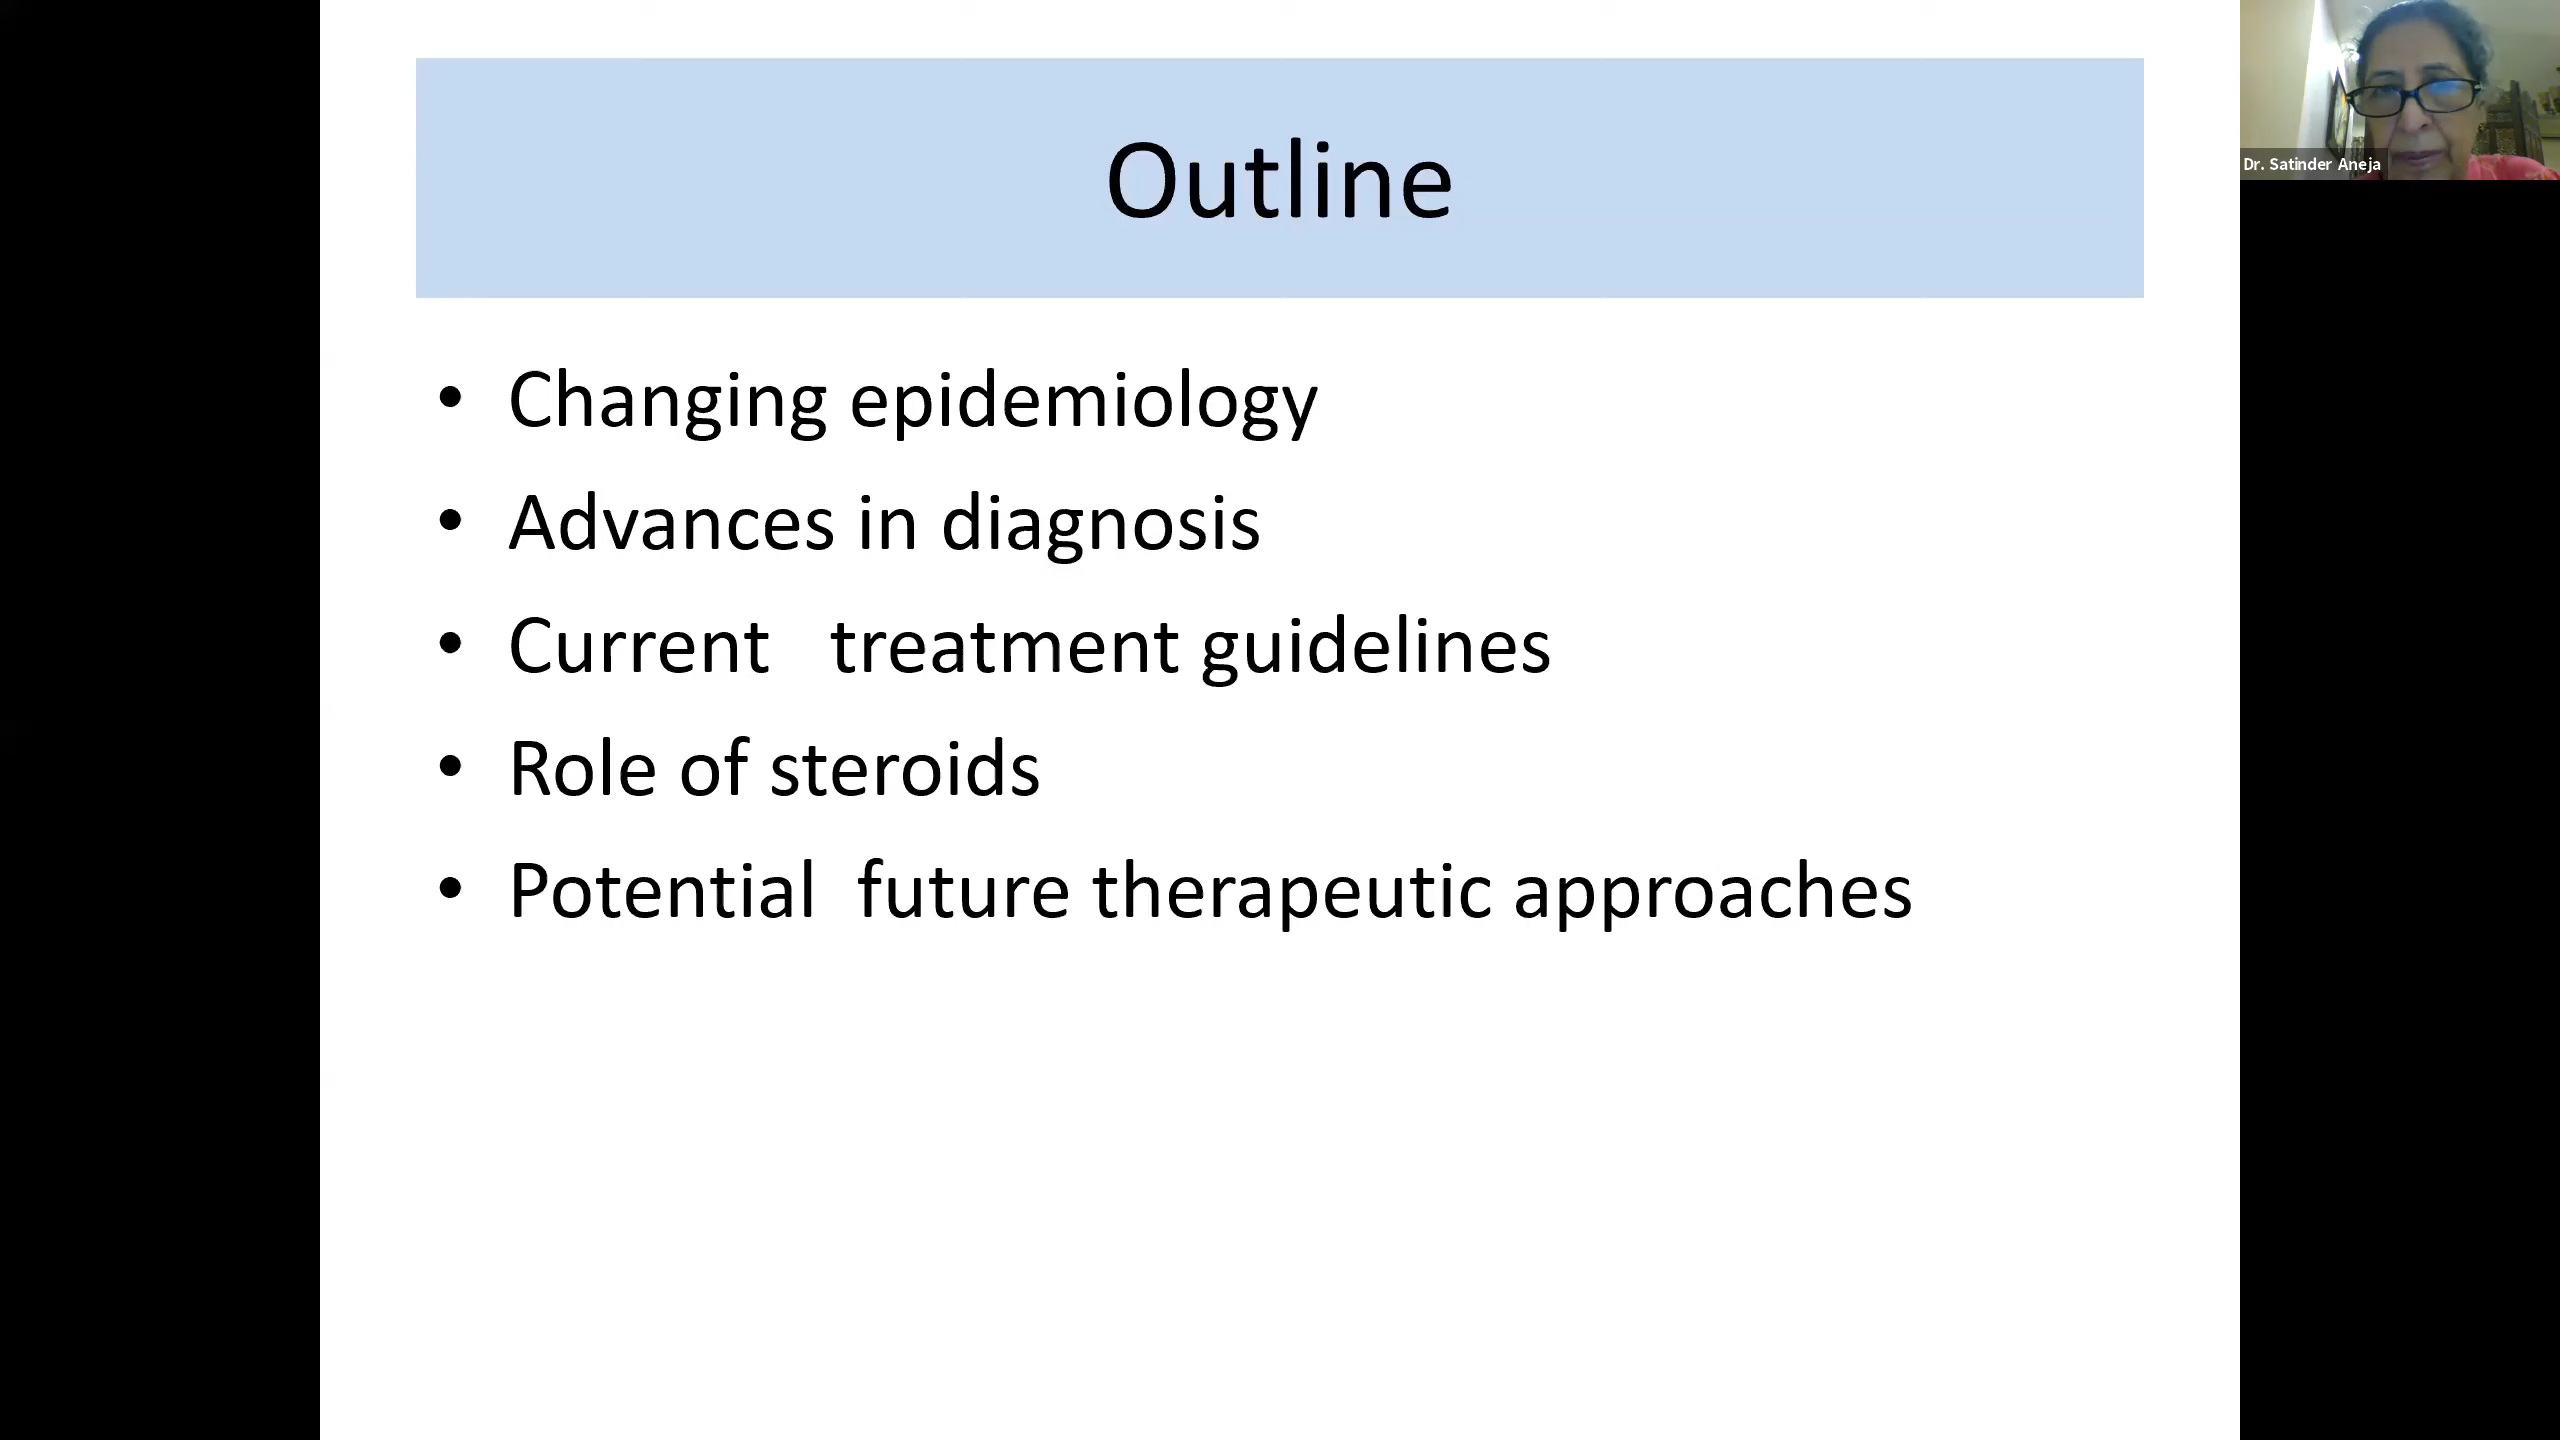 Outline
• Changing epidemiology
• Advances in diagnosis
• Current   treatment guidelines
• Role of steroids
• Potential  future therapeutic approaches
Dr. Satinder Aneja